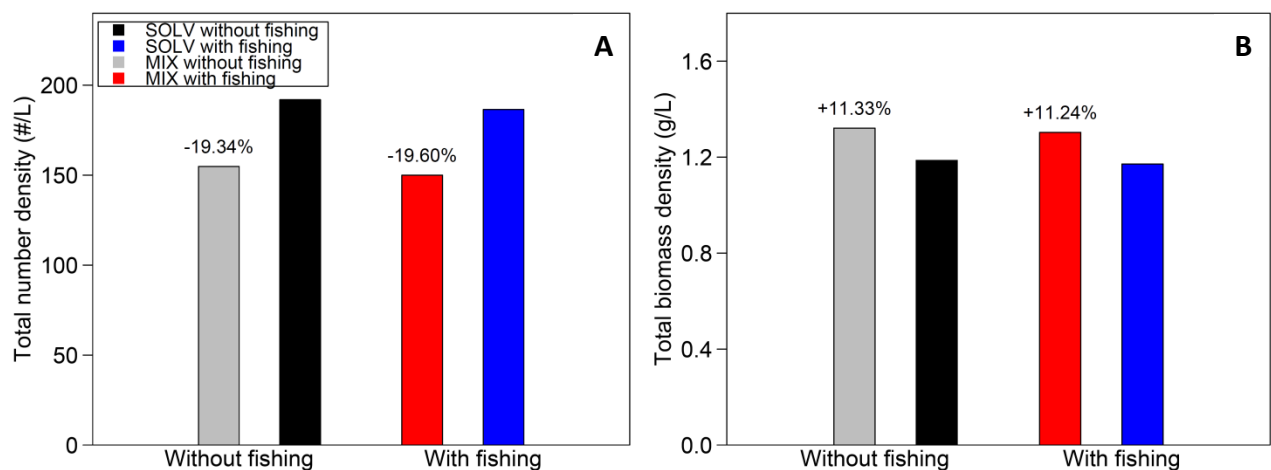 SOLV without fishing
SOLV with fishing
MIX without fishing
MIX with fishing
A
Total number density (#/L)
200
150
100
50
0
-19.34%
-19.60%
Without fishing
With fishing
B
Total biomass density (g/L)
1.6
1.2
0.8
0.4
0.0
+11.33%
+11.24%
Without fishing
With fishing